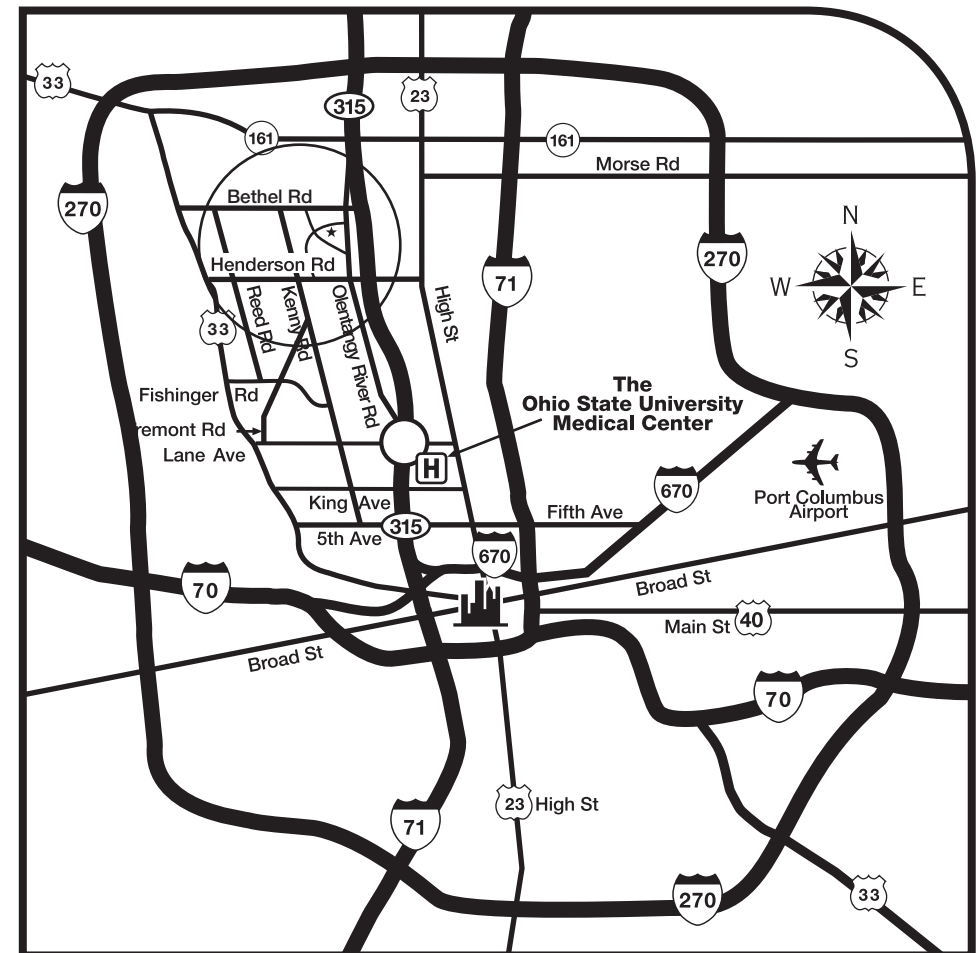 315
23
33
161
161
Morse Rd
Bethel Rd
270
N
W
E
S
270
71
Henderson Rd
Reed Rd
Kenny Rd
Olentangy River Rd
High St
33
The
Ohio State University
Medical Center
Fishinger Rd
remont Rd
Lane Ave
H
670
Port Columbus
Airport
King Ave
315
Fifth Ave
5th Ave
670
70
Broad St
Main St
40
Broad St
70
23
High St
71
270
33